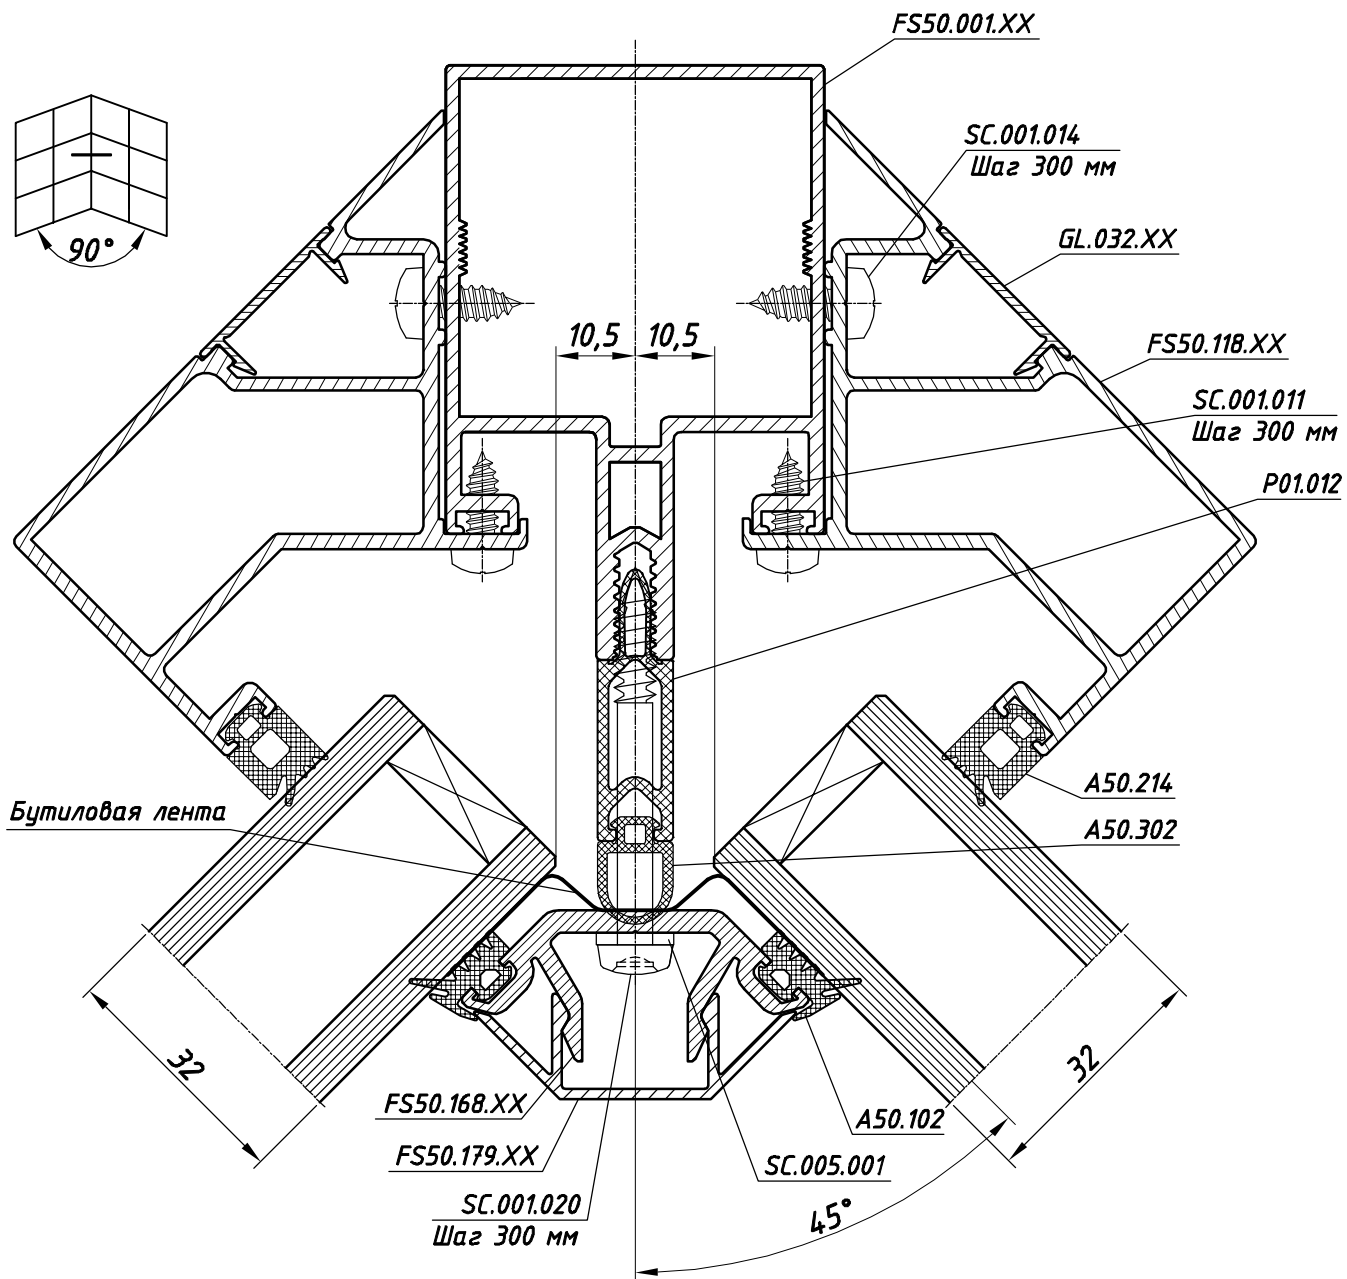 FS50.001.XX
SC.001.014
Шаг 300 мм
GL.032.XX
90°
10,5
10,5
FS50.118.XX
SC.001.011
Шаг 300 мм
P01.012
A50.214
Бутиловая лента
A50.302
32
32
FS50.168.XX
A50.102
FS50.179.XX
SC.005.001
SC.001.020
Шаг 300 мм
45°